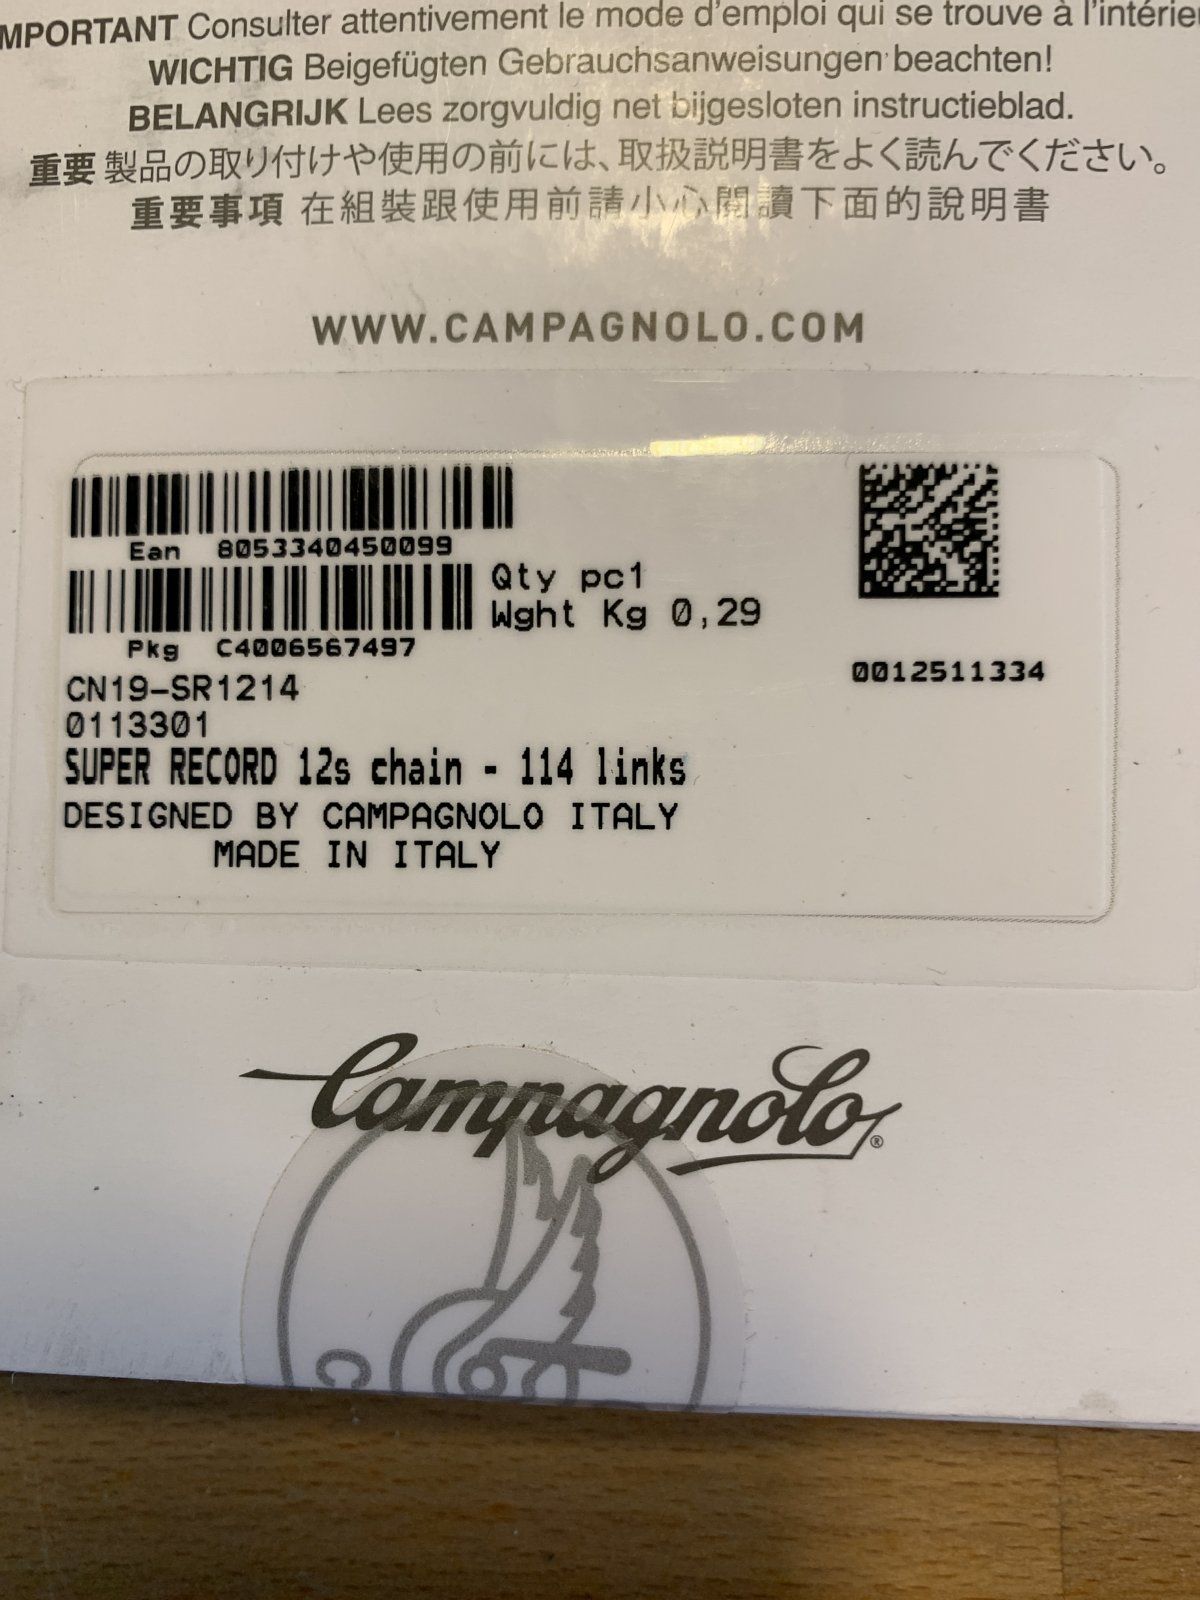 IMPORTANT Consulter attentivement le mode d'emploi qui se trouve à l'intérieur
WICHTIG Beigefügten Gebrauchsanweisungen beachten!
BELANGRIJK Lees zorgvuldig net bijgesloten instructieblad.
重要 製品の取り付けや使用の前には、取扱説明書をよく読んでください。
重要事項 在組裝跟使用前請小心閱讀下面的說明書
WWW.CAMPAGNOLO.COM
Ean 8053340450099
Qty pc1
Wght Kg 0,29
Pkg C4006567497
0012511334
CN19-SR1214
0113301
SUPER RECORD 12s chain - 114 links
DESIGNED BY CAMPAGNOLO ITALY
MADE IN ITALY
Campagnolo®
C